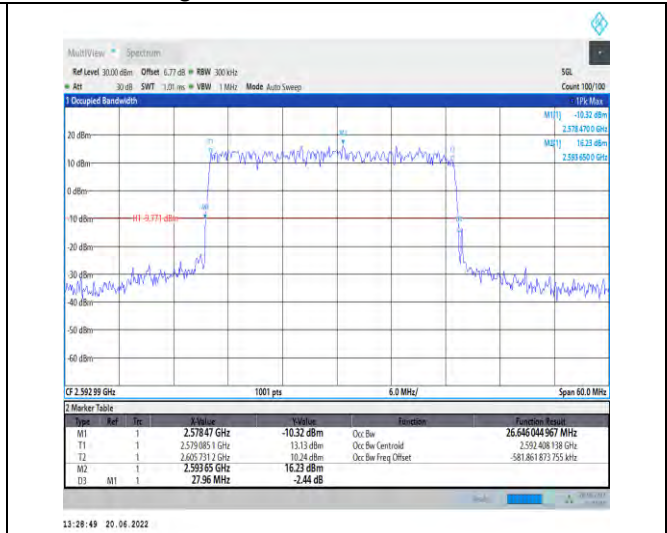 MultiView Spectrum
Ref Level 30.00 dBm Offset 6.77 dB RBW 300 kHz SGL
Att 30 dB SWT 1.01 ms VBW 1 MHz Mode Auto Sweep Count 100/100
1 Occupied Bandwidth 1Pk Max
M1[1] -10.32 dBm
2.578 470 0 GHz
M2[1] 16.23 dBm
2.593 650 0 GHz
20 dBm
10 dBm
0 dBm
-10 dBm
H1 -9.771 dBm
-20 dBm
-30 dBm
-40 dBm
-50 dBm
-60 dBm
CF 2.592 99 GHz 1001 pts 6.0 MHz/ Span 60.0 MHz
2 Marker Table
Type Ref Trc X-Value Y-Value Function Function Result
M1 1 2.578 47 GHz -10.32 dBm Occ Bw 26.646 044 967 MHz
T1 1 2.579 085 1 GHz 13.13 dBm Occ Bw Centroid 2.592 408 138 GHz
T2 1 2.605 731 2 GHz 10.24 dBm Occ Bw Freq Offset -581.861 873 755 kHz
M2 1 2.593 65 GHz 16.23 dBm
D3 M1 1 27.96 MHz -2.44 dB
13:28:49 20.06.2022